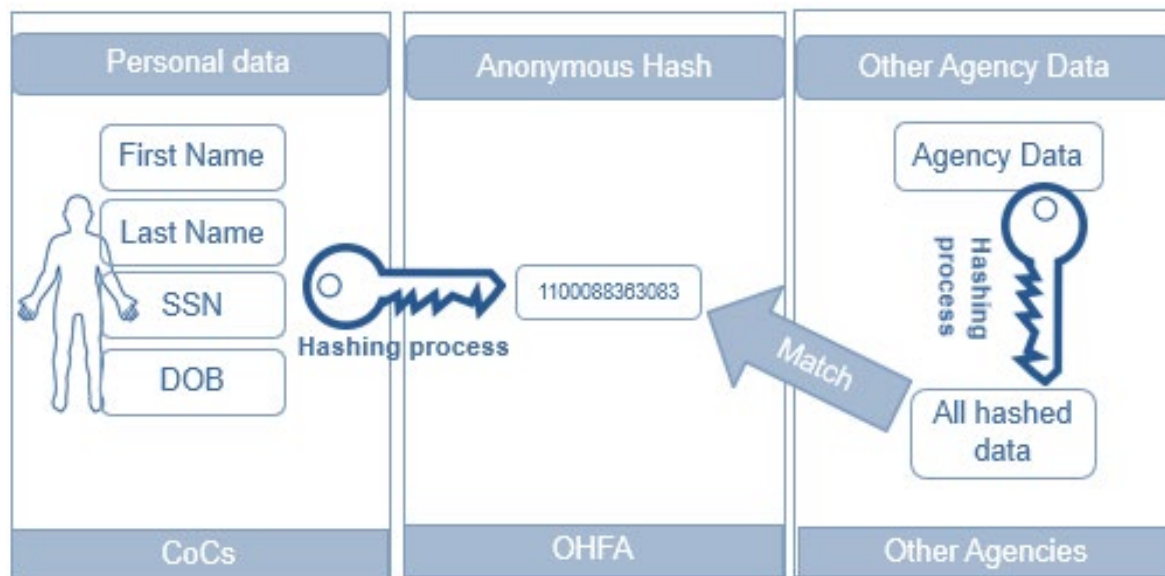 Personal data
First Name
Last Name
SSN
DOB
Hashing process
CoCs
Anonymous Hash
1100088363083
OHFA
Other Agency Data
Agency Data
Hashing
process
Match
All hashed
data
Other Agencies